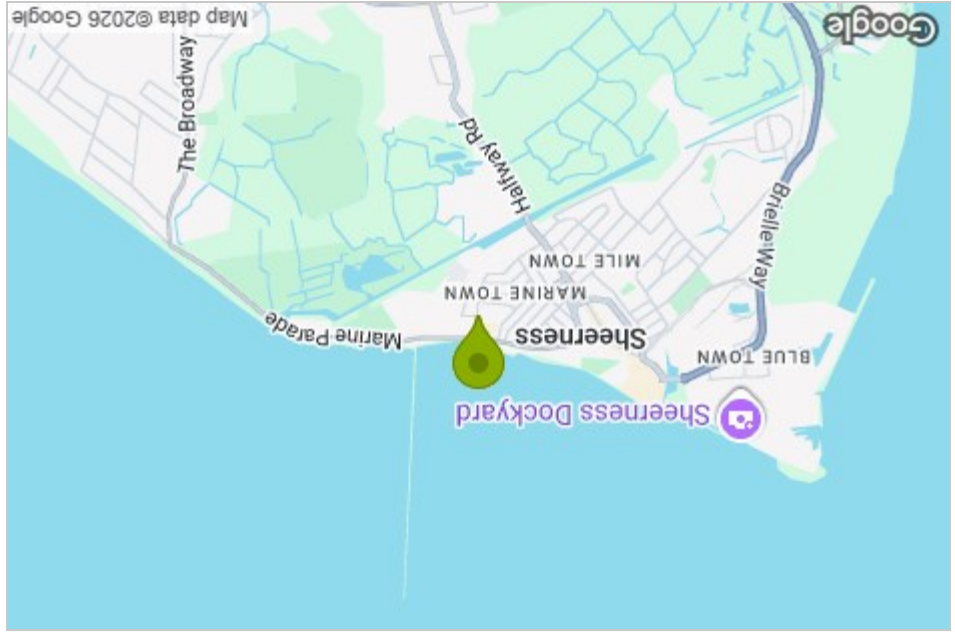 Sheerness Dockyard
BLUE TOWN
Sheerness
Marine Parade
MARINE TOWN
MILE TOWN
Brielle Way
Halfway Rd
The Broadway
Google
Map data ©2026 Google